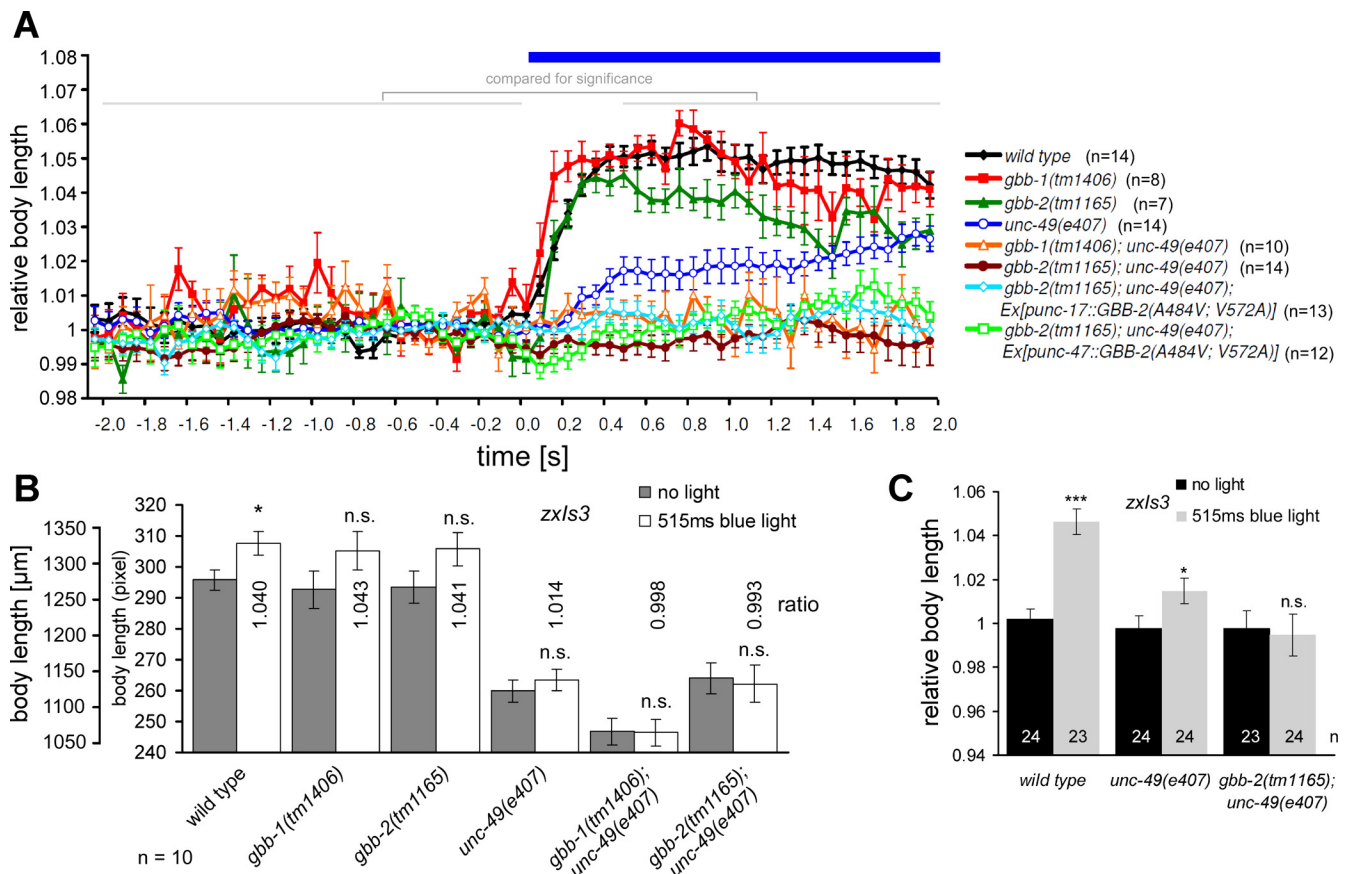 A
1.08
1.07
1.06
1.05
1.04
1.03
1.02
1.01
1
0.99
0.98
relative body length
compared for significance
-2.0 -1.8 -1.6 -1.4 -1.2 -1.0 -0.8 -0.6 -0.4 -0.2 0.0 0.2 0.4 0.6 0.8 1.0 1.2 1.4 1.6 1.8 2.0
time [s]
wild type (n=14)
gbb-1(tm1406) (n=8)
gbb-2(tm1165) (n=7)
unc-49(e407) (n=14)
gbb-1(tm1406); unc-49(e407) (n=10)
gbb-2(tm1165); unc-49(e407) (n=14)
gbb-2(tm1165); unc-49(e407);
Ex[punc-17::GBB-2(A484V; V572A)] (n=13)
gbb-2(tm1165); unc-49(e407);
Ex[punc-47::GBB-2(A484V; V572A)] (n=12)
B
body length [µm]
1350
1300
1250
1200
1150
1100
1050
body length (pixel)
320
310
300
290
280
270
260
250
240
zxIs3
no light
515ms blue light
* n.s. n.s. n.s. n.s. n.s.
1.040 1.043 1.041 1.014 0.998 0.993 ratio
wild type
gbb-1(tm1406)
gbb-2(tm1165)
unc-49(e407)
gbb-1(tm1406);
unc-49(e407)
gbb-2(tm1165);
unc-49(e407)
n = 10
C
relative body length
1.06
1.04
1.02
1
0.98
0.96
0.94
zxIs3
no light
515ms blue light
*** * n.s.
24 23 24 24 23 24 n
wild type
unc-49(e407)
gbb-2(tm1165);
unc-49(e407)